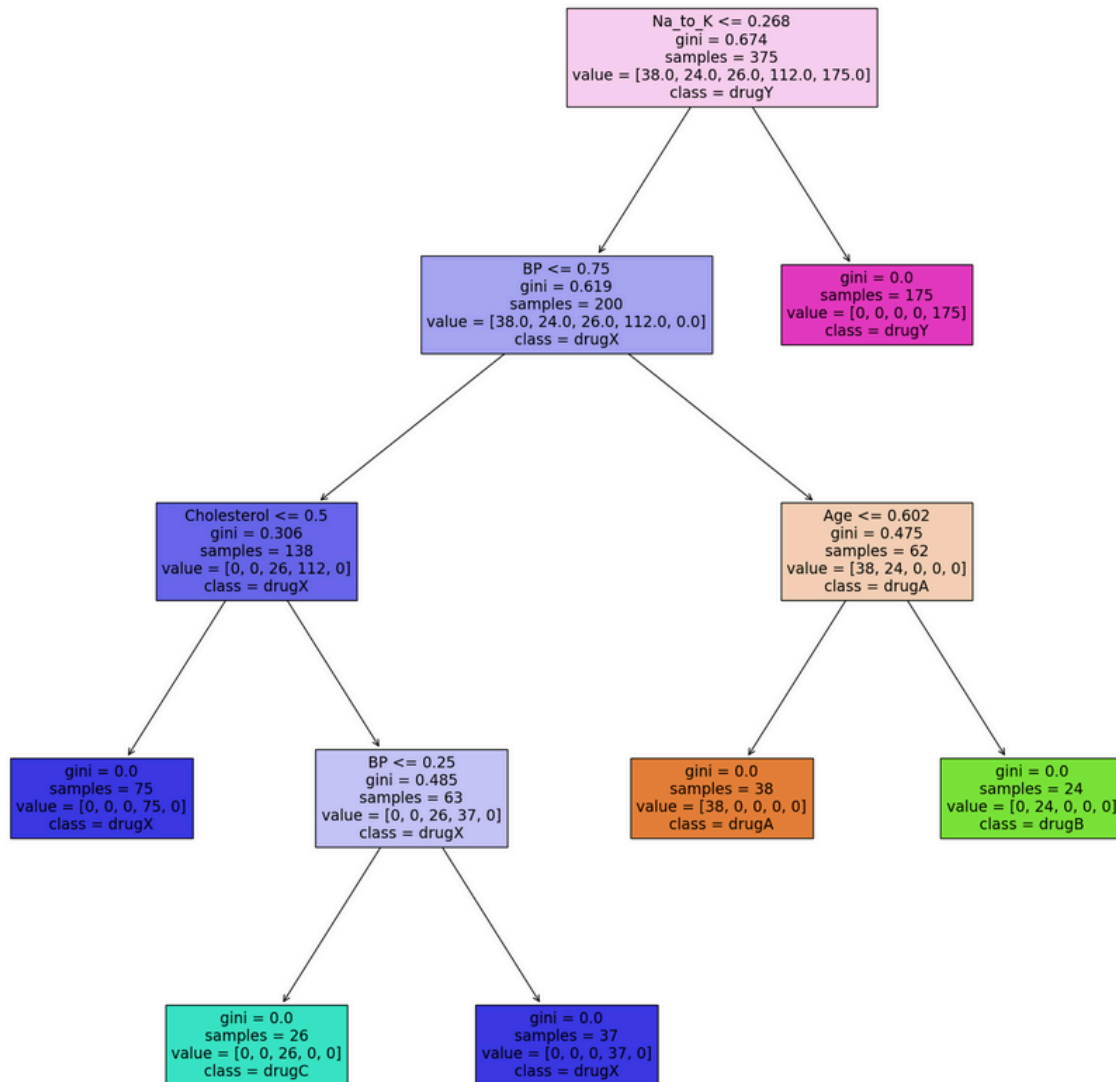 Na_to_K <= 0.268
gini = 0.674
samples = 375
value = [38.0, 24.0, 26.0, 112.0, 175.0]
class = drugY
BP <= 0.75
gini = 0.619
samples = 200
value = [38.0, 24.0, 26.0, 112.0, 0.0]
class = drugX
gini = 0.0
samples = 175
value = [0, 0, 0, 0, 175]
class = drugY
Cholesterol <= 0.5
gini = 0.306
samples = 138
value = [0, 0, 26, 112, 0]
class = drugX
Age <= 0.602
gini = 0.475
samples = 62
value = [38, 24, 0, 0, 0]
class = drugA
gini = 0.0
samples = 75
value = [0, 0, 0, 75, 0]
class = drugX
BP <= 0.25
gini = 0.485
samples = 63
value = [0, 0, 26, 37, 0]
class = drugX
gini = 0.0
samples = 38
value = [38, 0, 0, 0, 0]
class = drugA
gini = 0.0
samples = 24
value = [0, 24, 0, 0, 0]
class = drugB
gini = 0.0
samples = 26
value = [0, 0, 26, 0, 0]
class = drugC
gini = 0.0
samples = 37
value = [0, 0, 0, 37, 0]
class = drugX